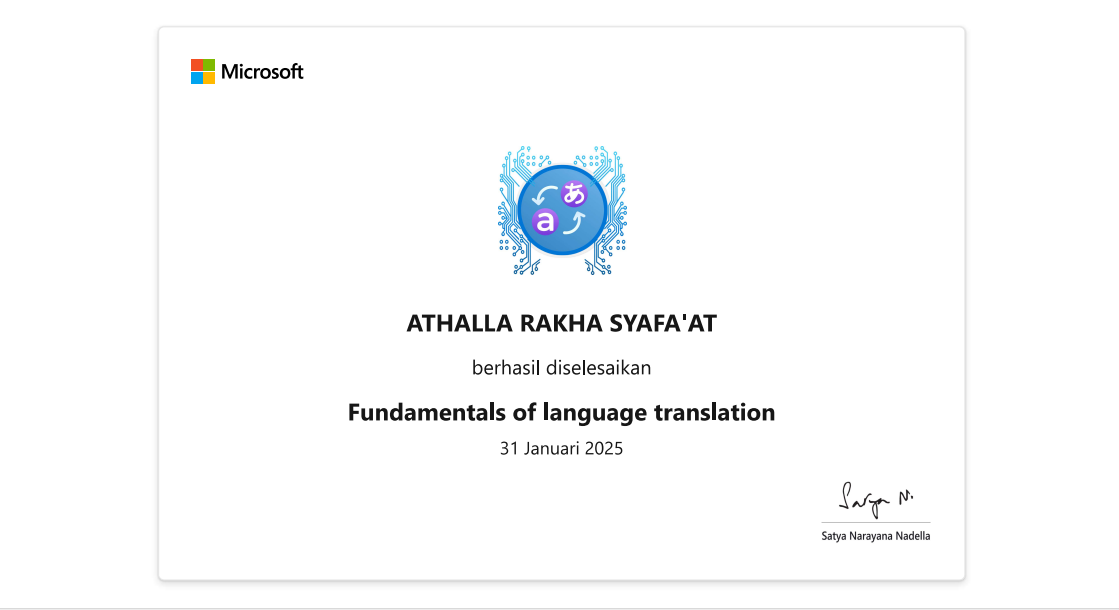 Microsoft
あ
a
ATHALLA RAKHA SYAFA'AT
berhasil diselesaikan
Fundamentals of language translation
31 Januari 2025
Satya N.
Satya Narayana Nadella